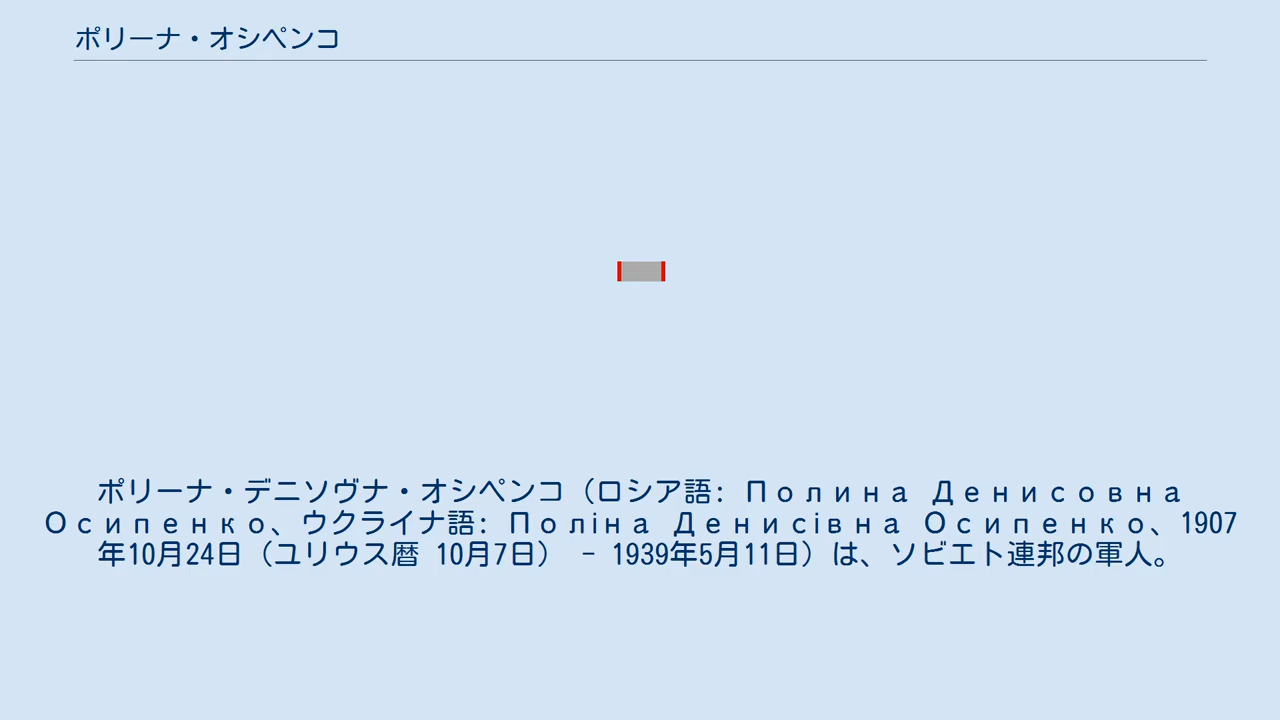 ポリーナ・オシペンコ
ポリーナ・デニソヴナ・オシペンコ（ロシア語: Полина Денисовна
Осипенко、ウクライナ語: Поліна Денисівна Осипенко、1907
年10月24日（ユリウス暦 10月7日） - 1939年5月11日）は、ソビエト連邦の軍人。